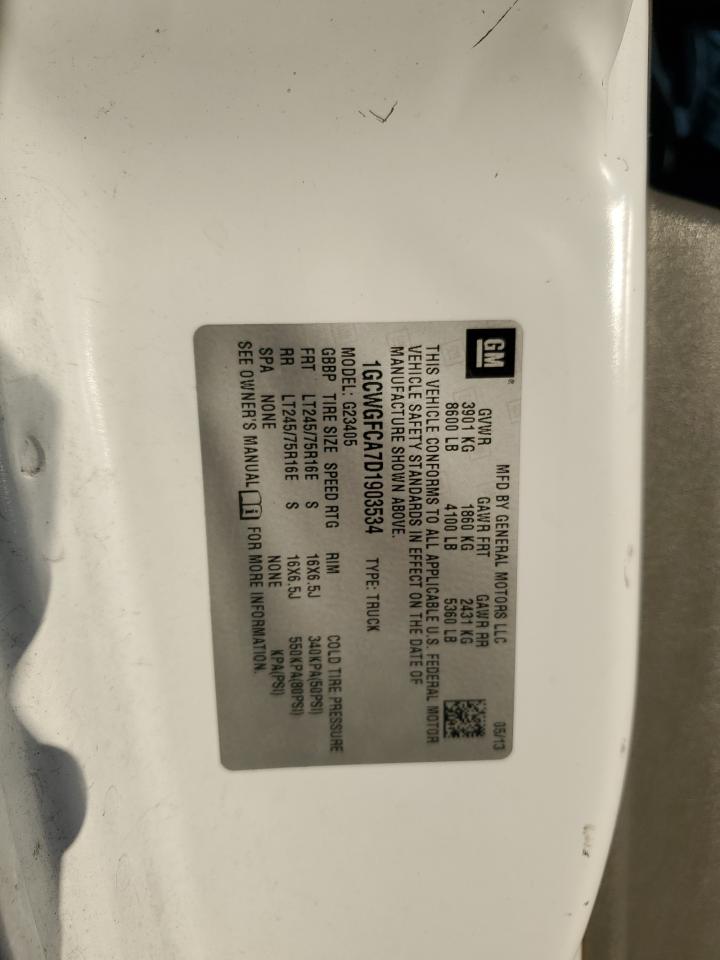 GM®
MFD BY GENERAL MOTORS LLC 05/13
GVWR GAWR FRT GAWR RR
3901 KG 1860 KG 2431 KG
8600 LB 4100 LB 5360 LB
THIS VEHICLE CONFORMS TO ALL APPLICABLE U.S. FEDERAL MOTOR
VEHICLE SAFETY STANDARDS IN EFFECT ON THE DATE OF
MANUFACTURE SHOWN ABOVE.
1GCWGFCA7D1903534 TYPE: TRUCK
MODEL: G23405
GBBP TIRE SIZE SPEED RTG RIM COLD TIRE PRESSURE
FRT LT245/75R16E S 16X6.5J 340KPA(50PSI)
RR LT245/75R16E S 16X6.5J 550KPA(80PSI)
SPA NONE NONE KPA(PSI)
SEE OWNER'S MANUAL i FOR MORE INFORMATION.